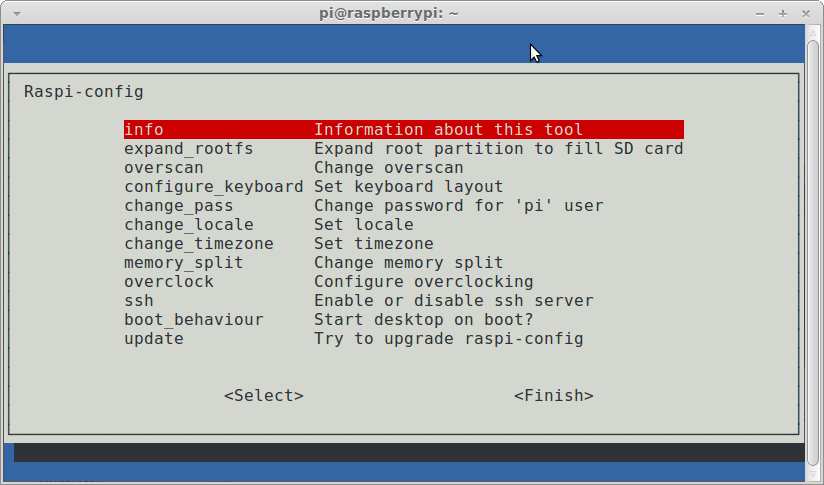 pi@raspberrypi: ~
Raspi-config
info Information about this tool
expand_rootfs Expand root partition to fill SD card
overscan Change overscan
configure_keyboard Set keyboard layout
change_pass Change password for 'pi' user
change_locale Set locale
change_timezone Set timezone
memory_split Change memory split
overclock Configure overclocking
ssh Enable or disable ssh server
boot_behaviour Start desktop on boot?
update Try to upgrade raspi-config
<Select> <Finish>